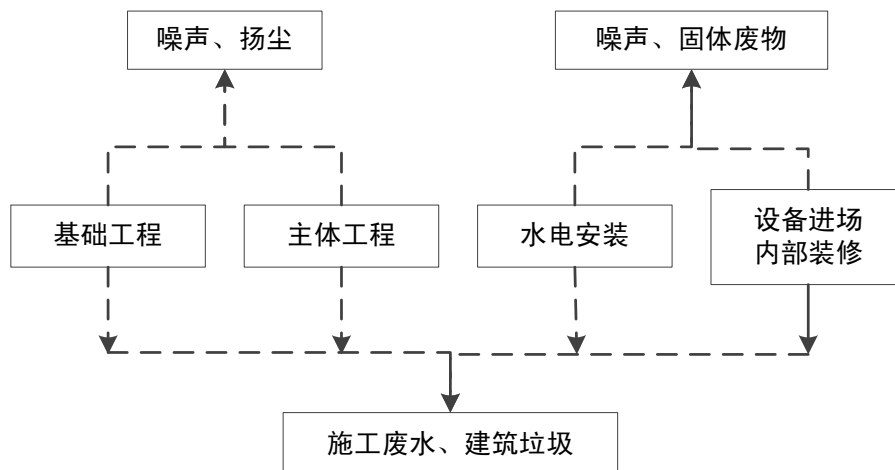 噪声、扬尘
噪声、固体废物
基础工程
主体工程
水电安装
设备进场
内部装修
施工废水、建筑垃圾